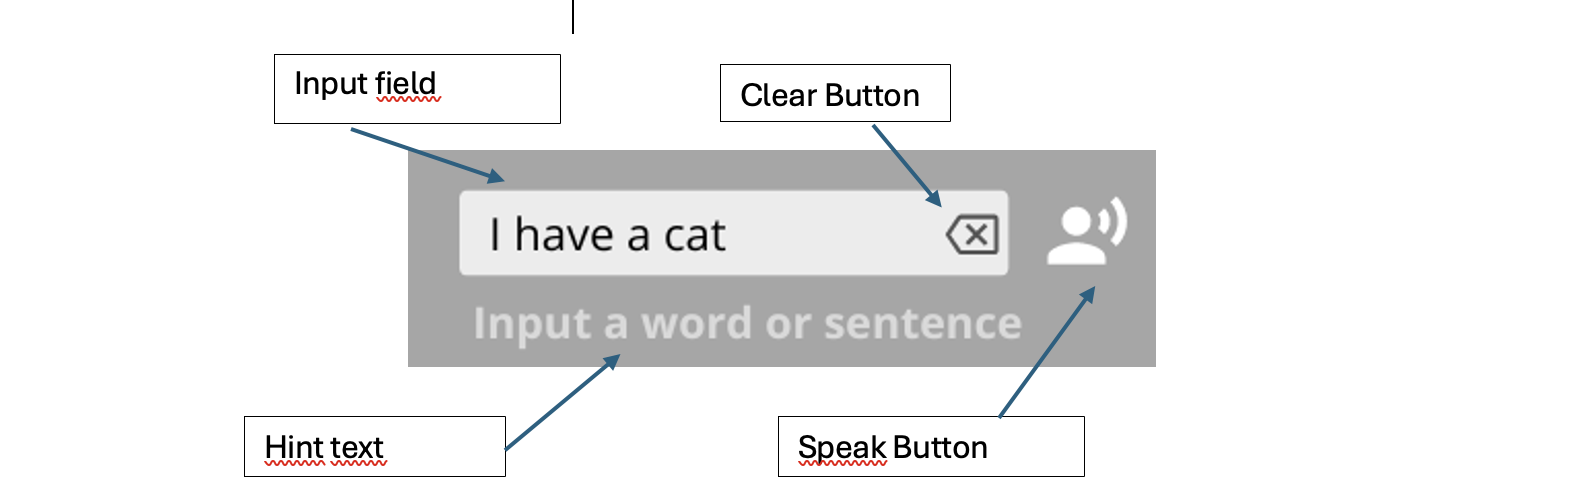 Input field
Clear Button
I have a cat
Input a word or sentence
Hint text
Speak Button